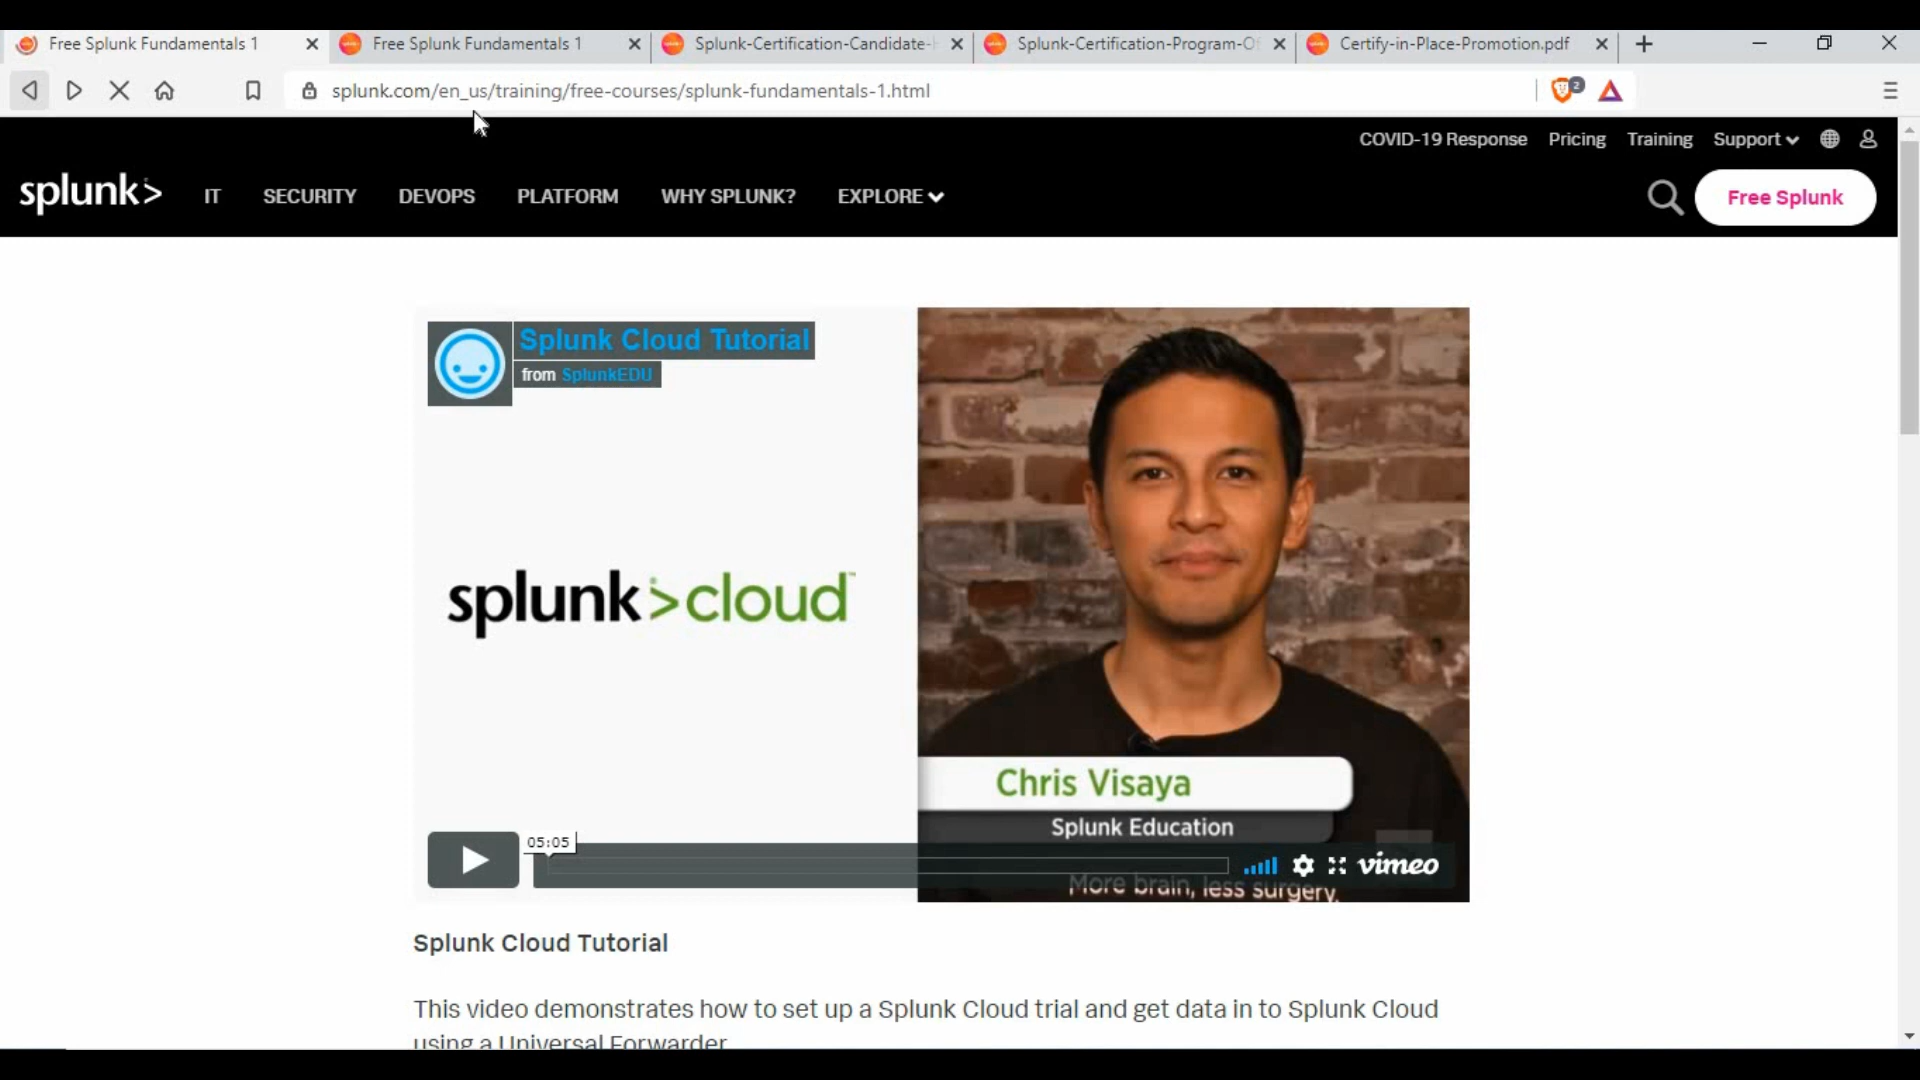 Free Splunk Fundamentals 1
Free Splunk Fundamentals 1
Splunk-Certification-Candidate-
Splunk-Certification-Program-O
Certify-in-Place-Promotion.pdf
splunk.com/en_us/training/free-courses/splunk-fundamentals-1.html
2
COVID-19 Response Pricing Training Support
splunk> IT SECURITY DEVOPS PLATFORM WHY SPLUNK? EXPLORE Free Splunk
Splunk Cloud Tutorial
from SplunkEDU
splunk>cloud™
Chris Visaya
Splunk Education
05:05
vimeo
More brain, less surgery.
Splunk Cloud Tutorial
This video demonstrates how to set up a Splunk Cloud trial and get data in to Splunk Cloud
using a Universal Forwarder